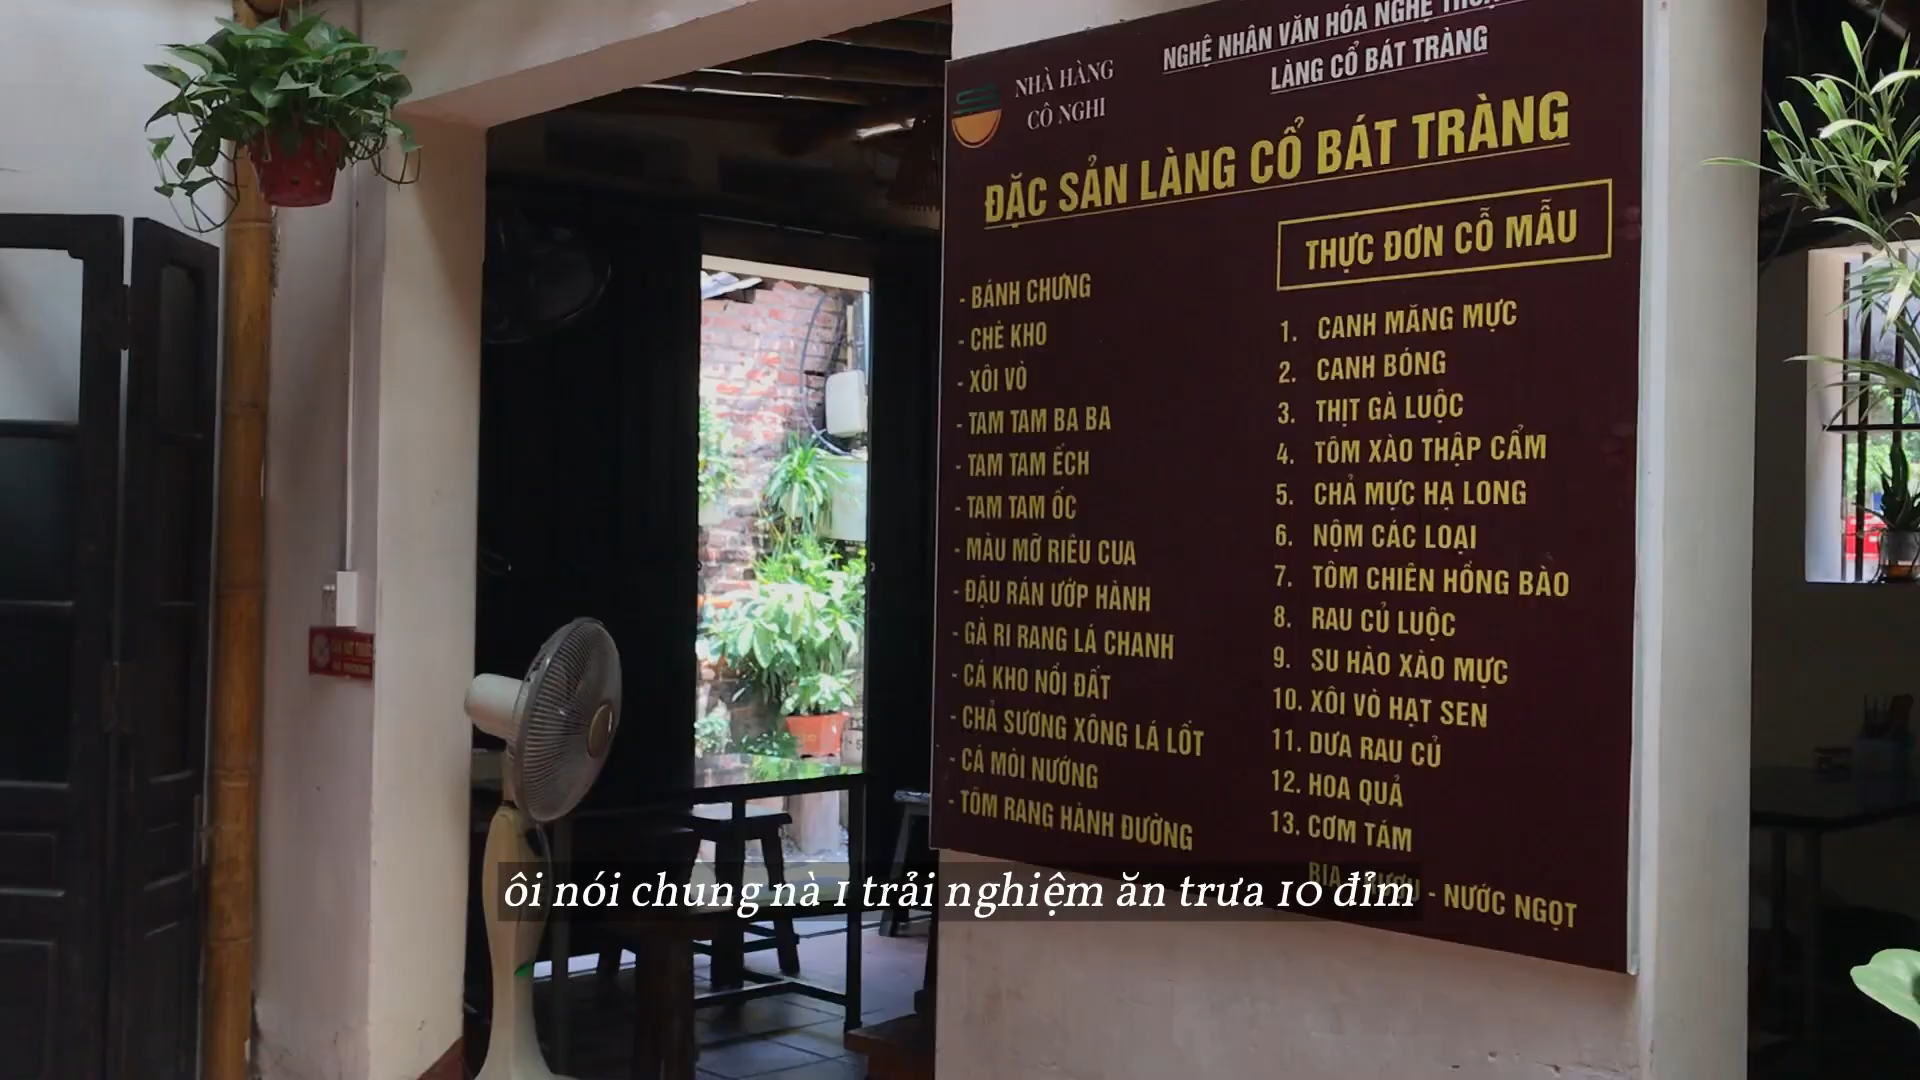 NGHỆ NHÂN VĂN HÓA NGHỆ
LÀNG CỔ BÁT TRÀNG
NHÀ HÀNG
CÔ NGHI
ĐẶC SẢN LÀNG CỔ BÁT TRÀNG
- BÁNH CHƯNG
- CHÈ KHO
- XÔI VÒ
- TAM TAM BA BA
- TAM TAM ẾCH
- TAM TAM ỐC
- MÀU MỠ RIÊU CUA
- ĐẬU RÁN ƯỚP HÀNH
- GÀ RI RANG LÁ CHANH
- CÁ KHO NỒI ĐẤT
- CHẢ SƯƠNG XÔNG LÁ LỐT
- CÁ MÒI NƯỚNG
- TÔM RANG HÀNH ĐƯỜNG
THỰC ĐƠN CỖ MẪU
1. CANH MĂNG MỰC
2. CANH BÓNG
3. THỊT GÀ LUỘC
4. TÔM XÀO THẬP CẨM
5. CHẢ MỰC HẠ LONG
6. NỘM CÁC LOẠI
7. TÔM CHIÊN HỒNG BÀO
8. RAU CỦ LUỘC
9. SU HÀO XÀO MỰC
10. XÔI VÒ HẠT SEN
11. DƯA RAU CỦ
12. HOA QUẢ
13. CƠM TÁM
BIA - NƯỚC NGỌT
ôi nói chung nà 1 trải nghiệm ăn trưa 10 đỉm